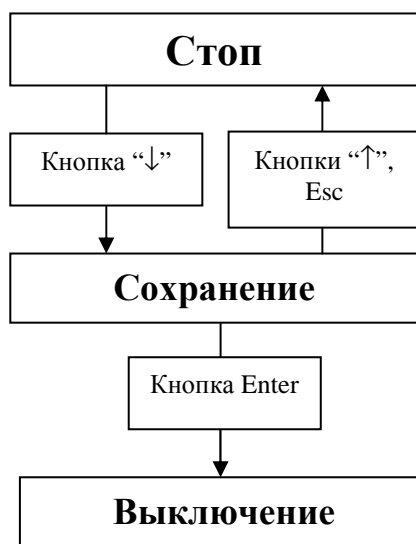 Стоп
Кнопка “↓”
Кнопки “↑”,
Esc
Сохранение
Кнопка Enter
Выключение